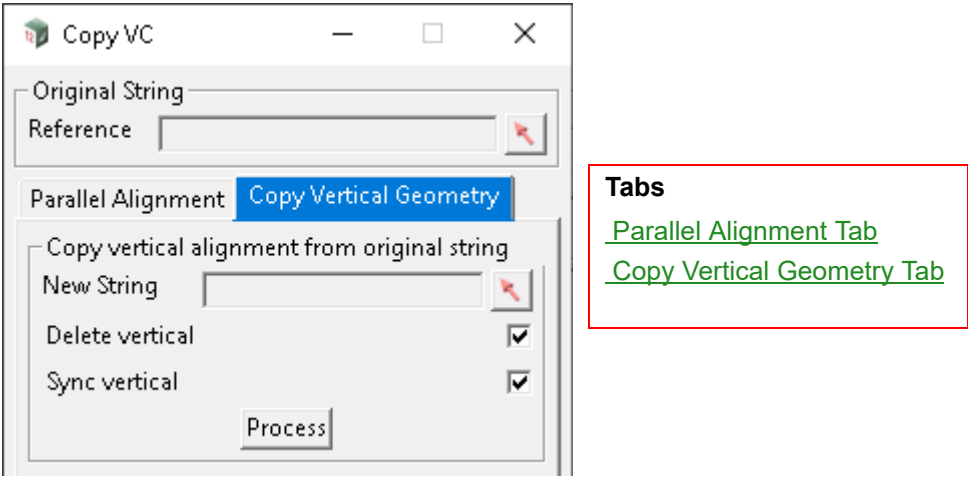 Copy VC
Original String
Reference
Parallel Alignment
Copy Vertical Geometry
Copy vertical alignment from original string
New String
Delete vertical
Sync vertical
Process
Tabs
Parallel Alignment Tab
Copy Vertical Geometry Tab